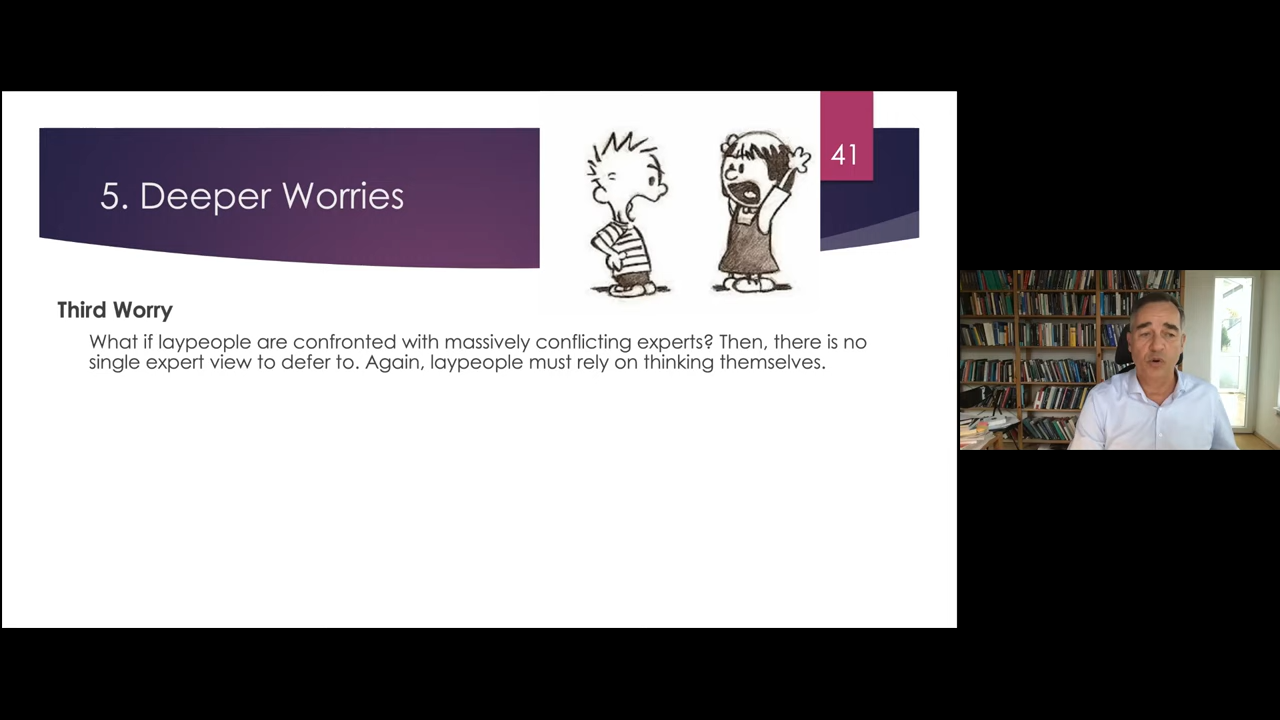 5. Deeper Worries
41
Third Worry
What if laypeople are confronted with massively conflicting experts? Then, there is no
single expert view to defer to. Again, laypeople must rely on thinking themselves.